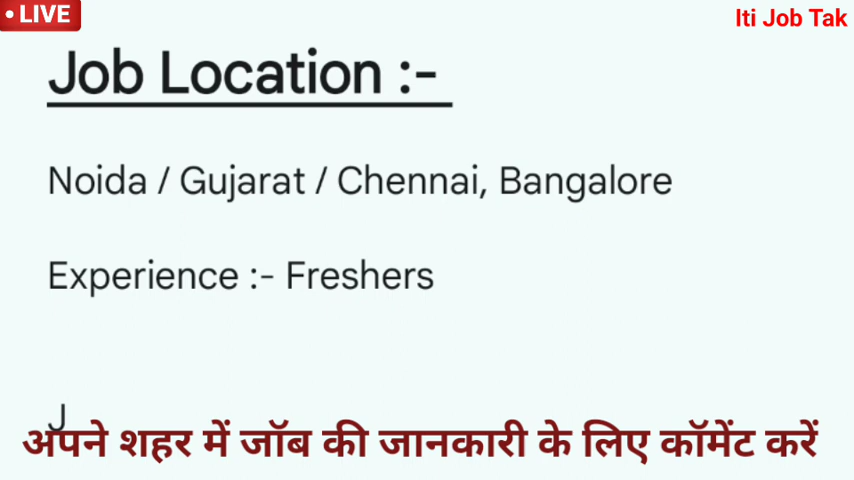 • LIVE
Iti Job Tak
Job Location :-
Noida / Gujarat / Chennai, Bangalore
Experience :- Freshers
J
अपने शहर में जॉब की जानकारी के लिए कॉमेंट करें